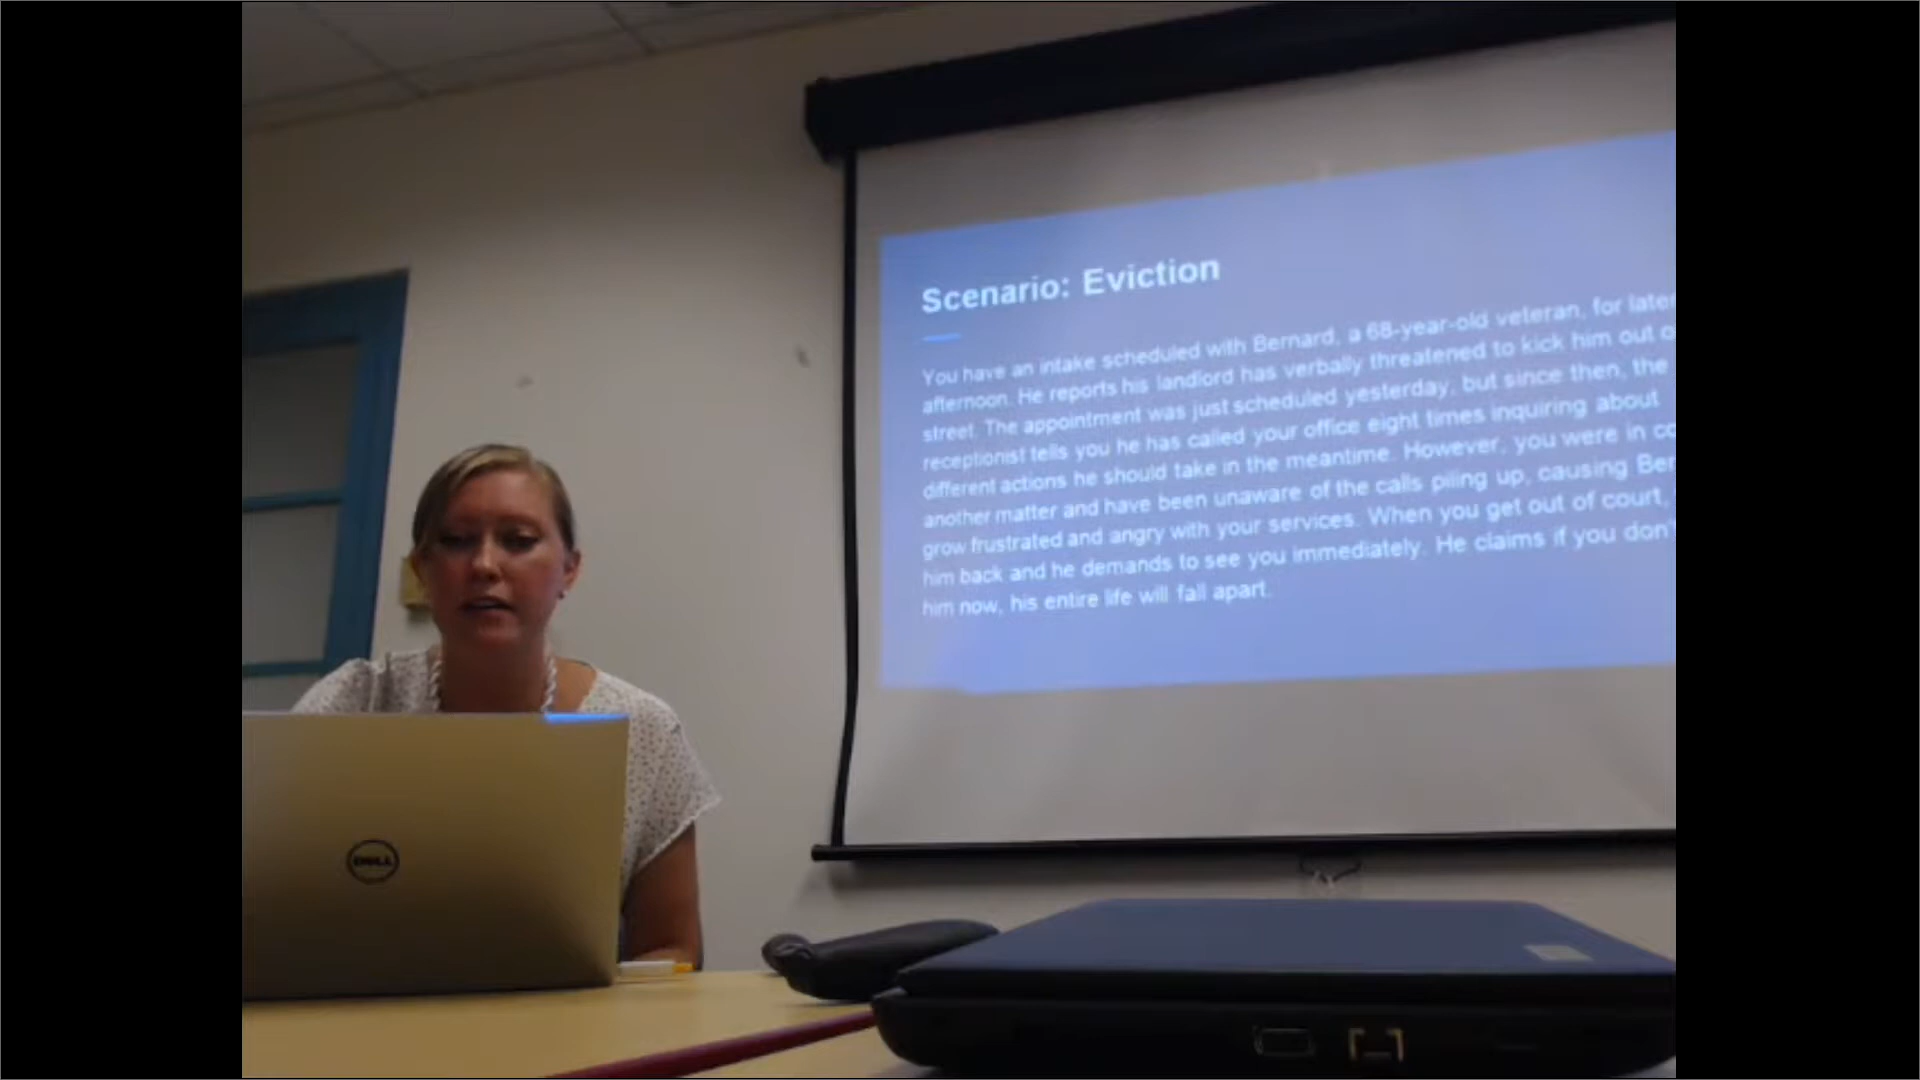 Scenario: Eviction
You have an intake scheduled with Bernard, a 68-year-old veteran, for later
afternoon. He reports his landlord has verbally threatened to kick him out o
street. The appointment was just scheduled yesterday, but since then, the
receptionist tells you he has called your office eight times inquiring about
different actions he should take in the meantime. However, you were in co
another matter and have been unaware of the calls piling up, causing Ber
grow frustrated and angry with your services. When you get out of court,
him back and he demands to see you immediately. He claims if you don'
him now, his entire life will fall apart.
DELL